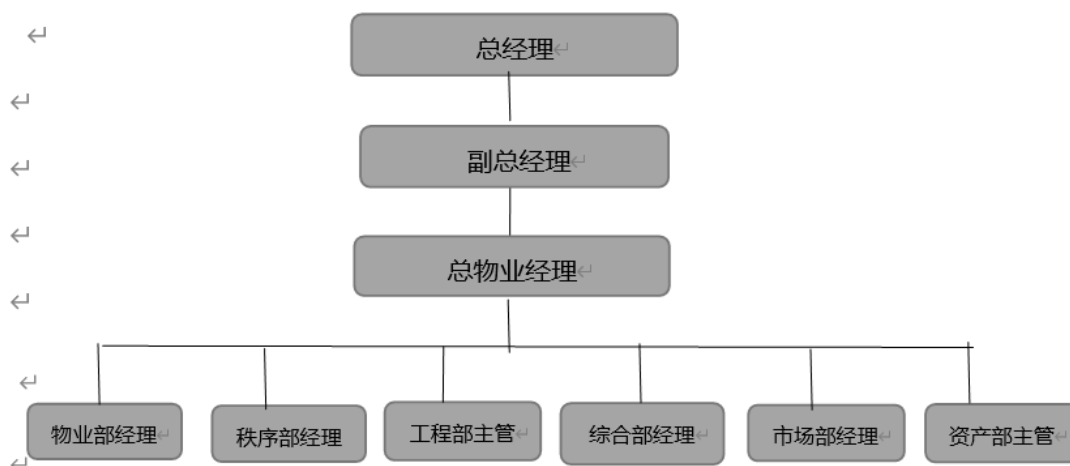 总经理
副总经理
总物业经理
物业部经理
秩序部经理
工程部主管
综合部经理
市场部经理
资产部主管